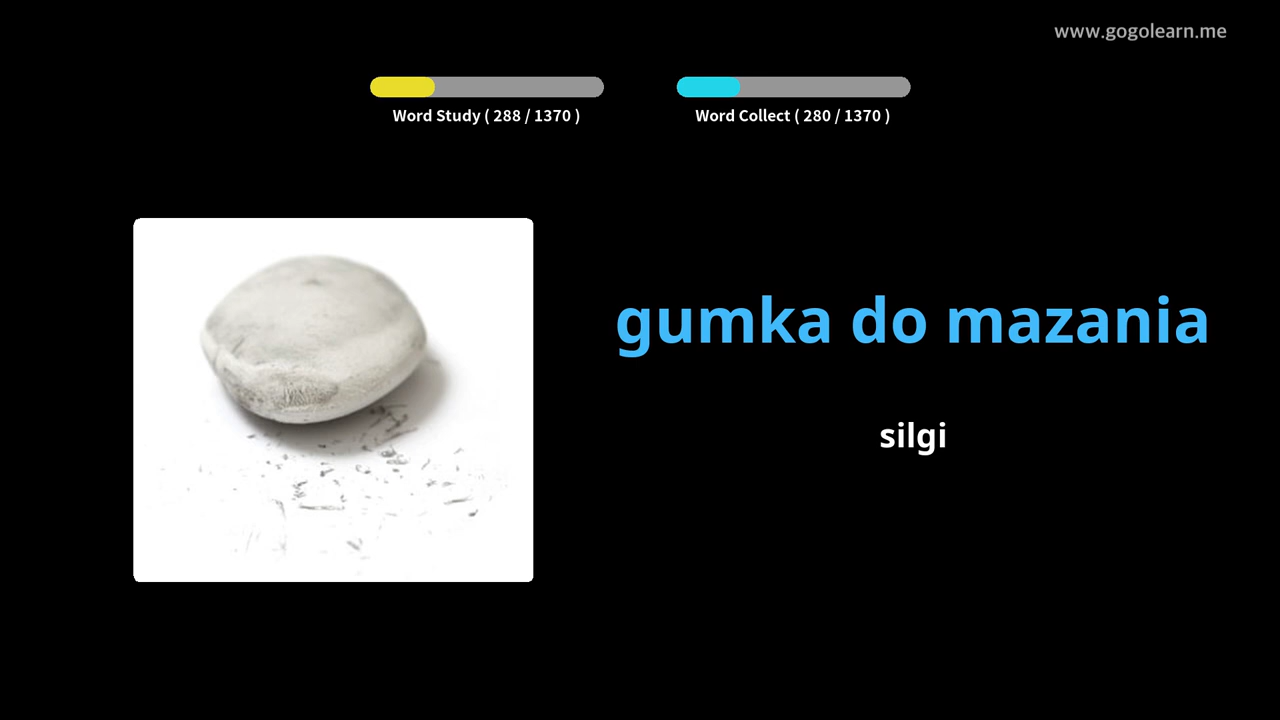 www.gogolearn.me
Word Study ( 288 / 1370 )
Word Collect ( 280 / 1370 )
gumka do mazania
silgi